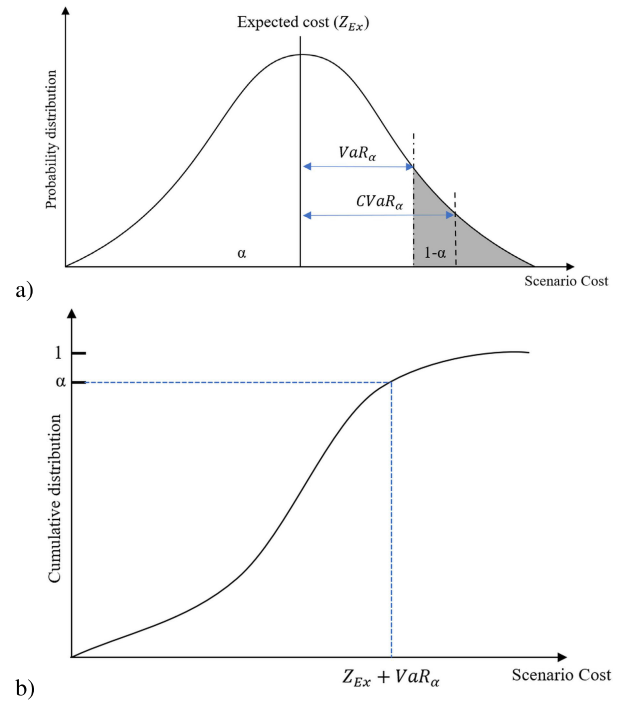 Expected cost (Z_Ex)
Probability distribution
VaR_α
CVaR_α
α
1-α
Scenario Cost
a)
1
α
Cumulative distribution
Z_Ex + VaR_α
Scenario Cost
b)